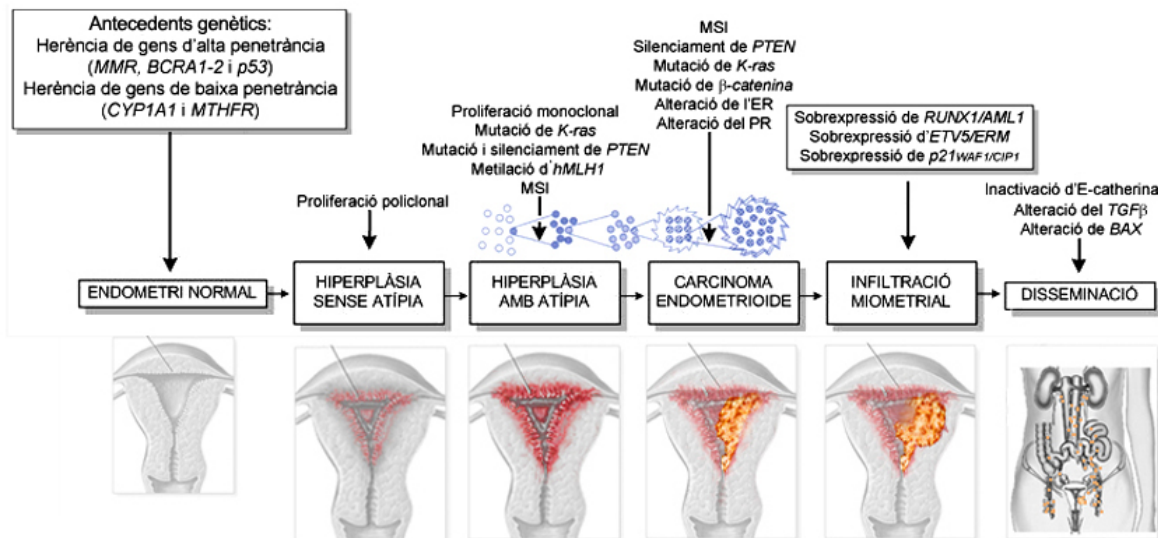 Antecedents genètics:
Herència de gens d'alta penetrància
(MMR, BCRA1-2 i p53)
Herència de gens de baixa penetrància
(CYP1A1 i MTHFR)
Proliferació policlonal
Proliferació monoclonal
Mutació de K-ras
Mutació i silenciament de PTEN
Metilació d'hMLH1
MSI
MSI
Silenciament de PTEN
Mutació de K-ras
Mutació de β-catenina
Alteració de l'ER
Alteració del PR
Sobrexpressió de RUNX1/AML1
Sobrexpressió d'ETV5/ERM
Sobrexpressió de p21WAF1/CIP1
Inactivació d'E-catherina
Alteració del TGFβ
Alteració de BAX
ENDOMETRI NORMAL
HIPERPLÀSIA
SENSE ATÍPIA
HIPERPLÀSIA
AMB ATÍPIA
CARCINOMA
ENDOMETRIOIDE
INFILTRACIÓ
MIOMETRIAL
DISSEMINACIÓ